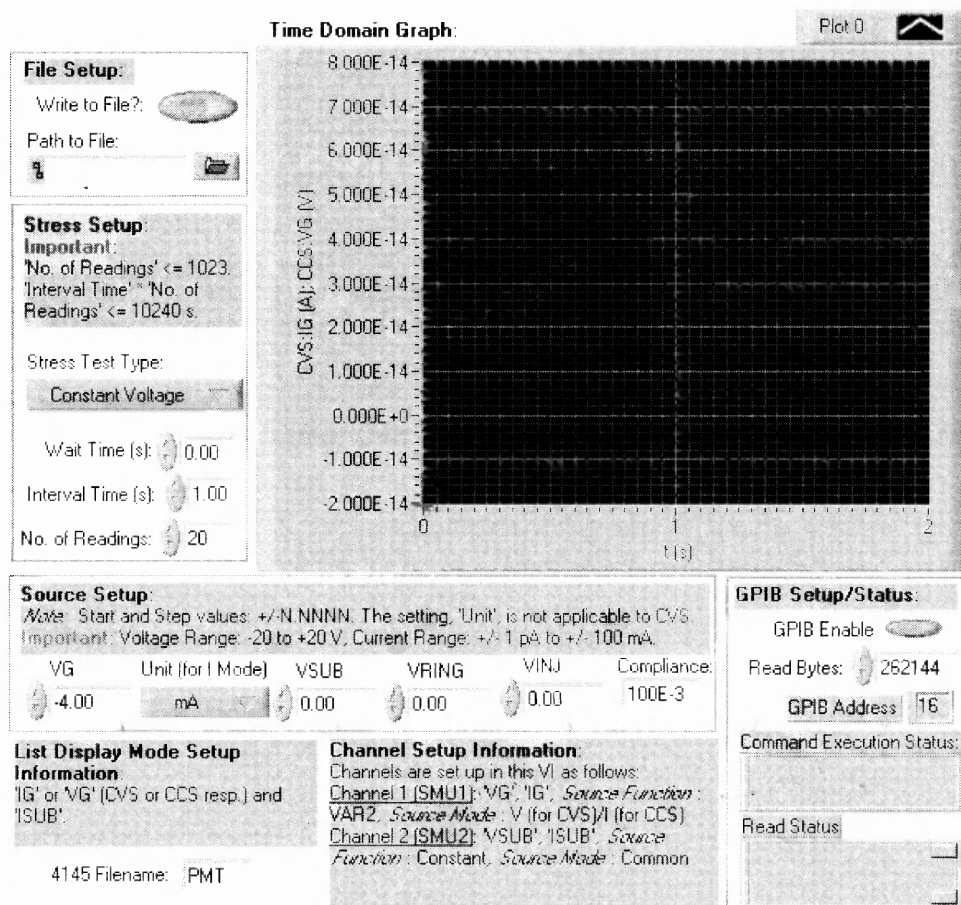 Time Domain Graph:
Plot 0
File Setup:
Write to File?:
Path to File:
%
Stress Setup:
Important:
'No. of Readings' <= 1023.
'Interval Time' * 'No. of
Readings' <= 10240 s.
Stress Test Type:
Constant Voltage
Wait Time (s): 0.00
Interval Time (s): 1.00
No. of Readings: 20
CVS:IG (A); CCS:VG (V)
8.000E-14
7.000E-14
6.000E-14
5.000E-14
4.000E-14
3.000E-14
2.000E-14
1.000E-14
0.000E+0
-1.000E-14
-2.000E-14
0 1 2
t (s)
Source Setup:
Note: Start and Step values: +/-N.NNNN. The setting, 'Unit', is not applicable to CVS.
Important: Voltage Range: -20 to +20 V, Current Range: +/- 1 pA to +/- 100 mA.
VG Unit (for I Mode) VSUB VRING VINJ Compliance:
-4.00 mA 0.00 0.00 0.00 100E-3
GPIB Setup/Status:
GPIB Enable
Read Bytes: 262144
GPIB Address 16
Command Execution Status:
Read Status
List Display Mode Setup
Information:
'IG' or 'VG' (CVS or CCS resp.) and
'ISUB'.
4145 Filename: PMT
Channel Setup Information:
Channels are set up in this VI as follows:
Channel 1 (SMU1): 'VG', 'IG', Source Function :
VAR2, Source Mode : V (for CVS)/I (for CCS)
Channel 2 (SMU2): 'VSUB', 'ISUB', Source
Function : Constant, Source Mode : Common